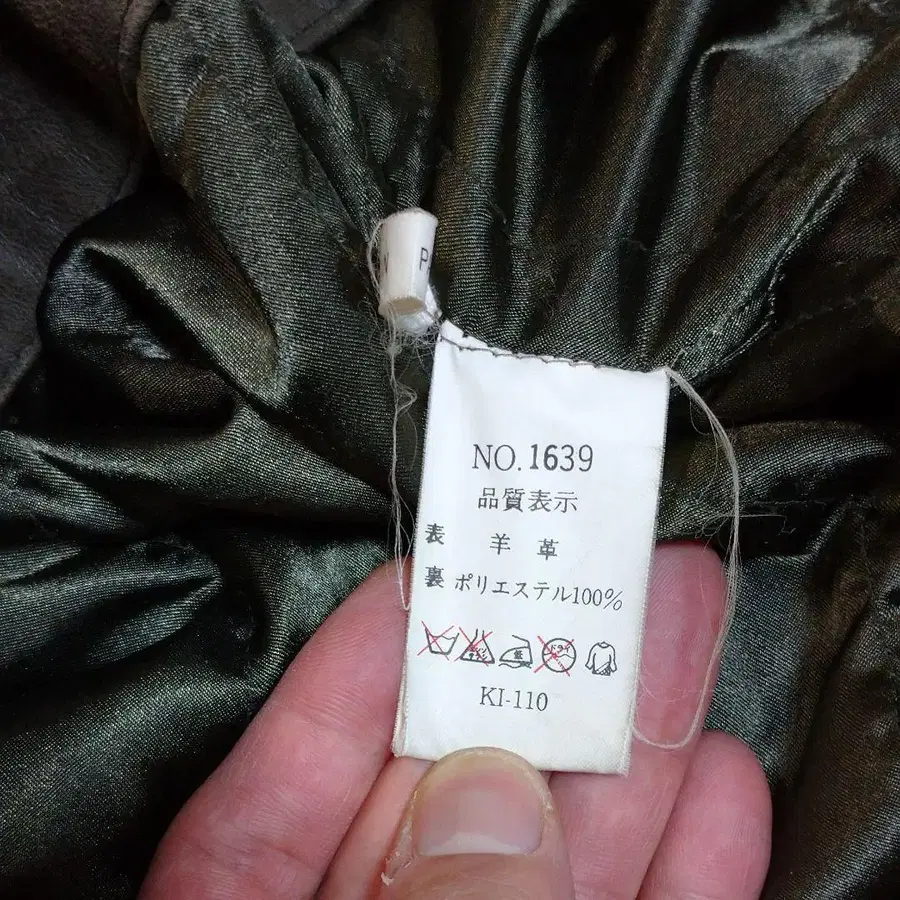 NO. 1639
品質表示
表 羊革
裏 ポリエステル100%
KI-110